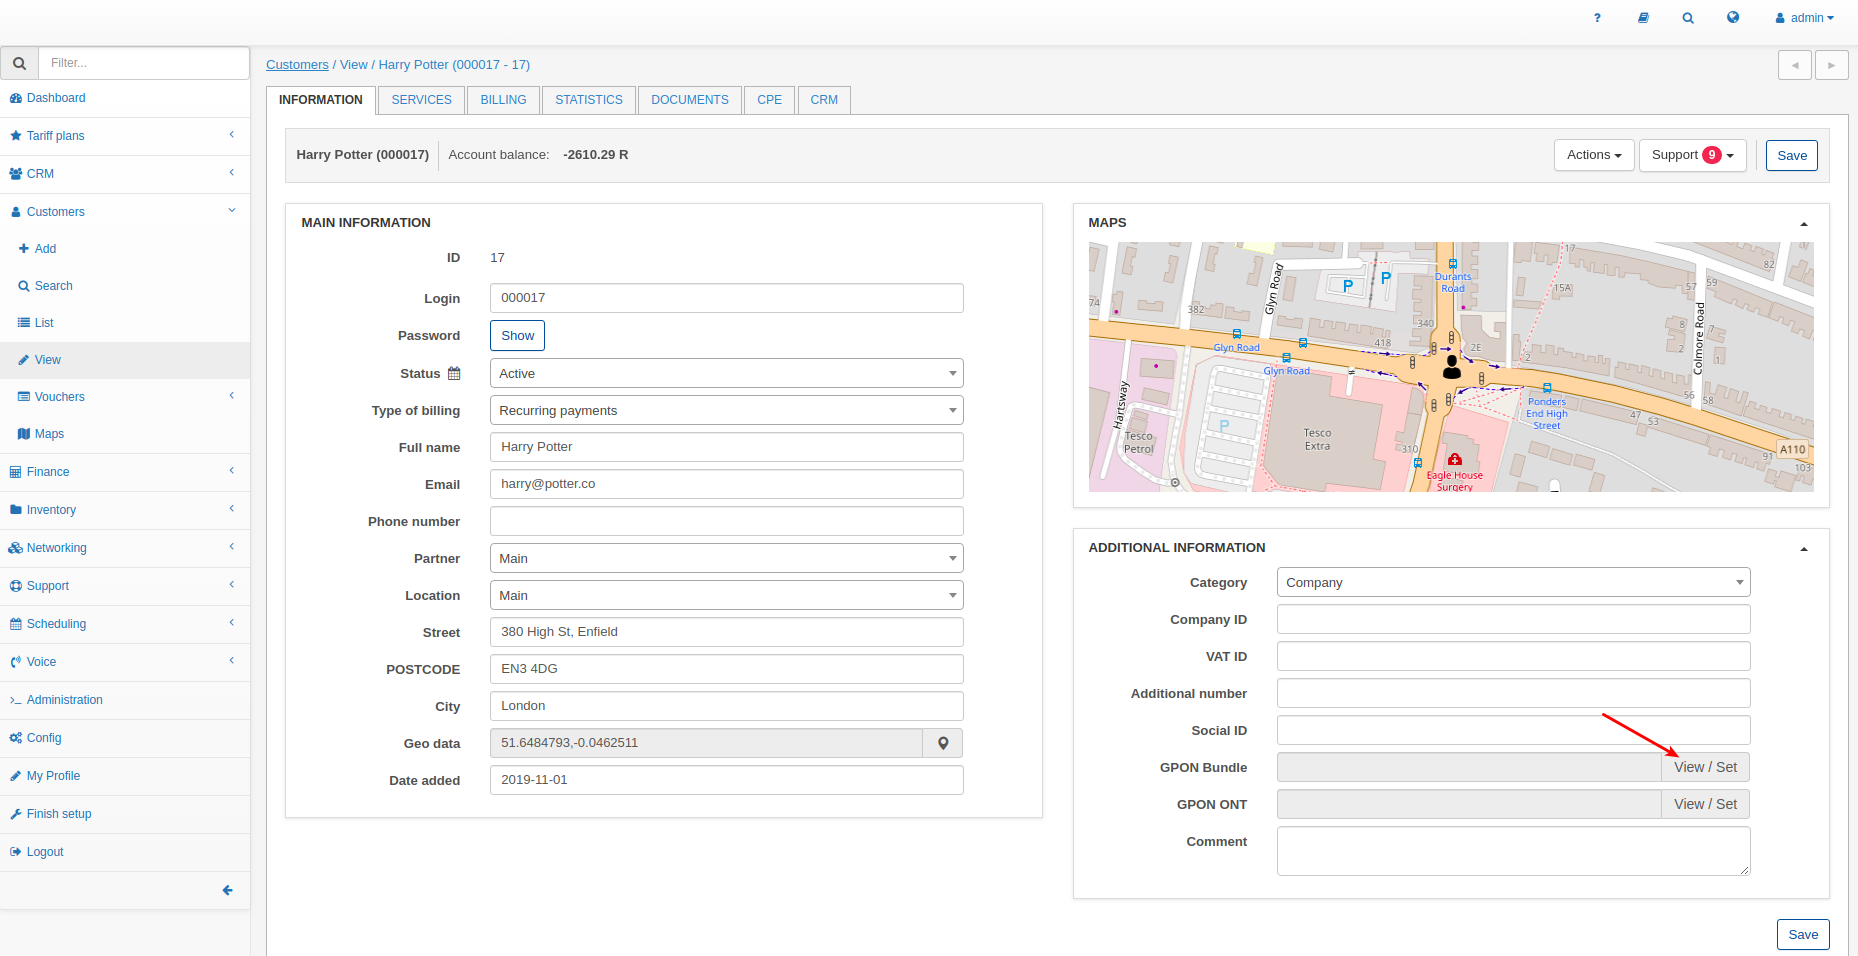 ? admin
Filter...
Dashboard
Tariff plans
CRM
Customers
Add
Search
List
View
Vouchers
Maps
Finance
Inventory
Networking
Support
Scheduling
Voice
Administration
Config
My Profile
Finish setup
Logout
Customers / View / Harry Potter (000017 - 17)
INFORMATION SERVICES BILLING STATISTICS DOCUMENTS CPE CRM
Harry Potter (000017) Account balance: -2610.29 R Actions Support 9 Save
MAIN INFORMATION
ID 17
Login 000017
Password Show
Status Active
Type of billing Recurring payments
Full name Harry Potter
Email harry@potter.co
Phone number
Partner Main
Location Main
Street 380 High St, Enfield
POSTCODE EN3 4DG
City London
Geo data 51.6484793,-0.0462511
Date added 2019-11-01
MAPS
17
82
Glyn Road
P
P
Durants
Road
57
59
15A
74
382
340
Colmore Road
8
7
Glyn Road
418
2E
2
2
1
Glyn Road
Hartsway
56
58
Ponders
End High
Street
47
53
P
Tesco
Petrol
Tesco
Extra
310
A110
91
103
Eagle House
Surgery
ADDITIONAL INFORMATION
Category Company
Company ID
VAT ID
Additional number
Social ID
GPON Bundle View / Set
GPON ONT View / Set
Comment
Save